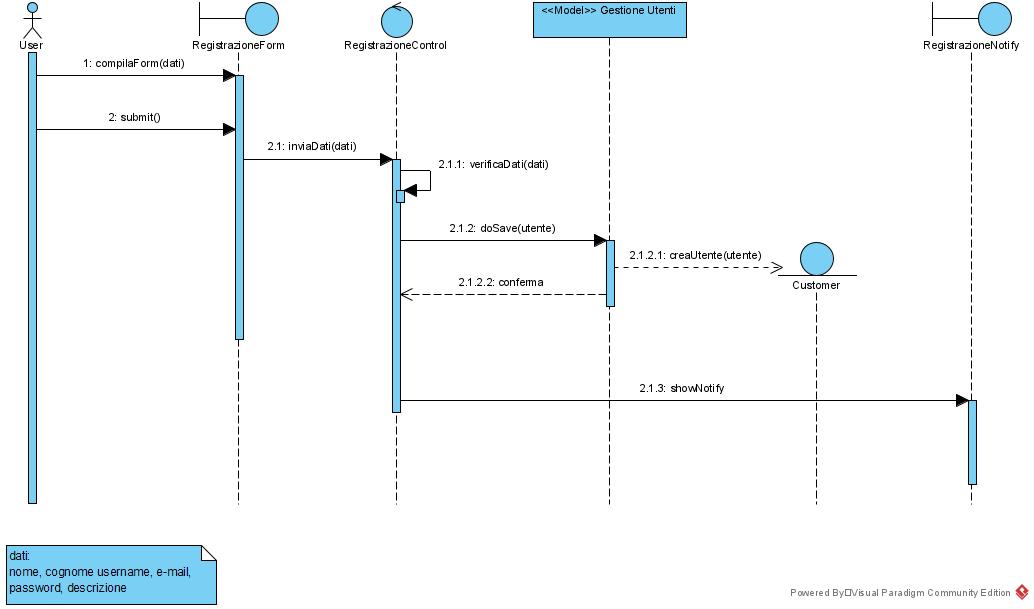 <<Model>> Gestione Utenti
User
RegistrazioneForm
RegistrazioneControl
RegistrazioneNotify
1: compilaForm(dati)
2: submit()
2.1: inviaDati(dati)
2.1.1: verificaDati(dati)
2.1.2: doSave(utente)
2.1.2.1: creaUtente(utente)
2.1.2.2: conferma
Customer
2.1.3: showNotify
dati:
nome, cognome username, e-mail,
password, descrizione
Powered By□Visual Paradigm Community Edition